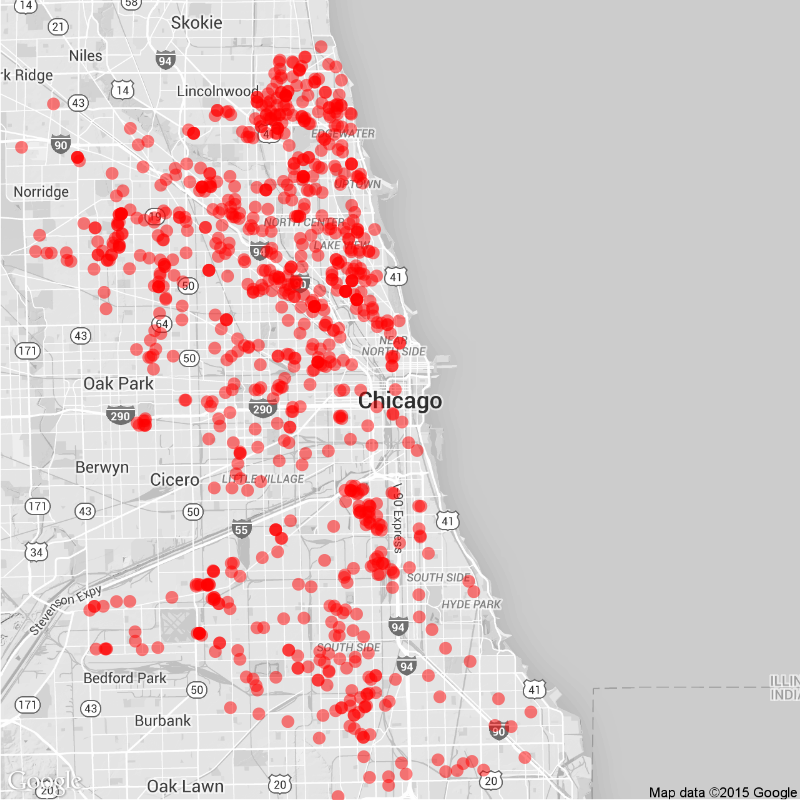 14
58
21
Skokie
Niles
94
rk Ridge
14
Lincolnwood
43
41
EDGEWATER
90
UPTOWN
Norridge
19
NORTH CENTER
LAKE VIEW
94
41
50
64
43
NEAR
NORTH SIDE
171
50
Oak Park
Chicago
290
290
Berwyn
Cicero
LITTLE VILLAGE
171
43
50
90 Express
41
55
34
SOUTH SIDE
Stevenson Expy
HYDE PARK
94
SOUTH SIDE
94
Bedford Park
ILLIN
INDIA
50
41
171
43
Burbank
90
Google
20
Oak Lawn
20
20
Map data ©2015 Google